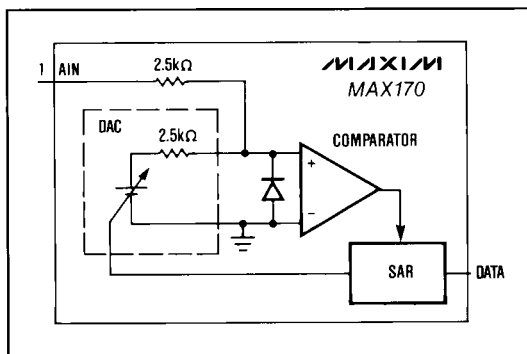 MAXIM
MAX170
1 AIN
2.5kΩ
DAC
2.5kΩ
COMPARATOR
+
−
SAR
DATA